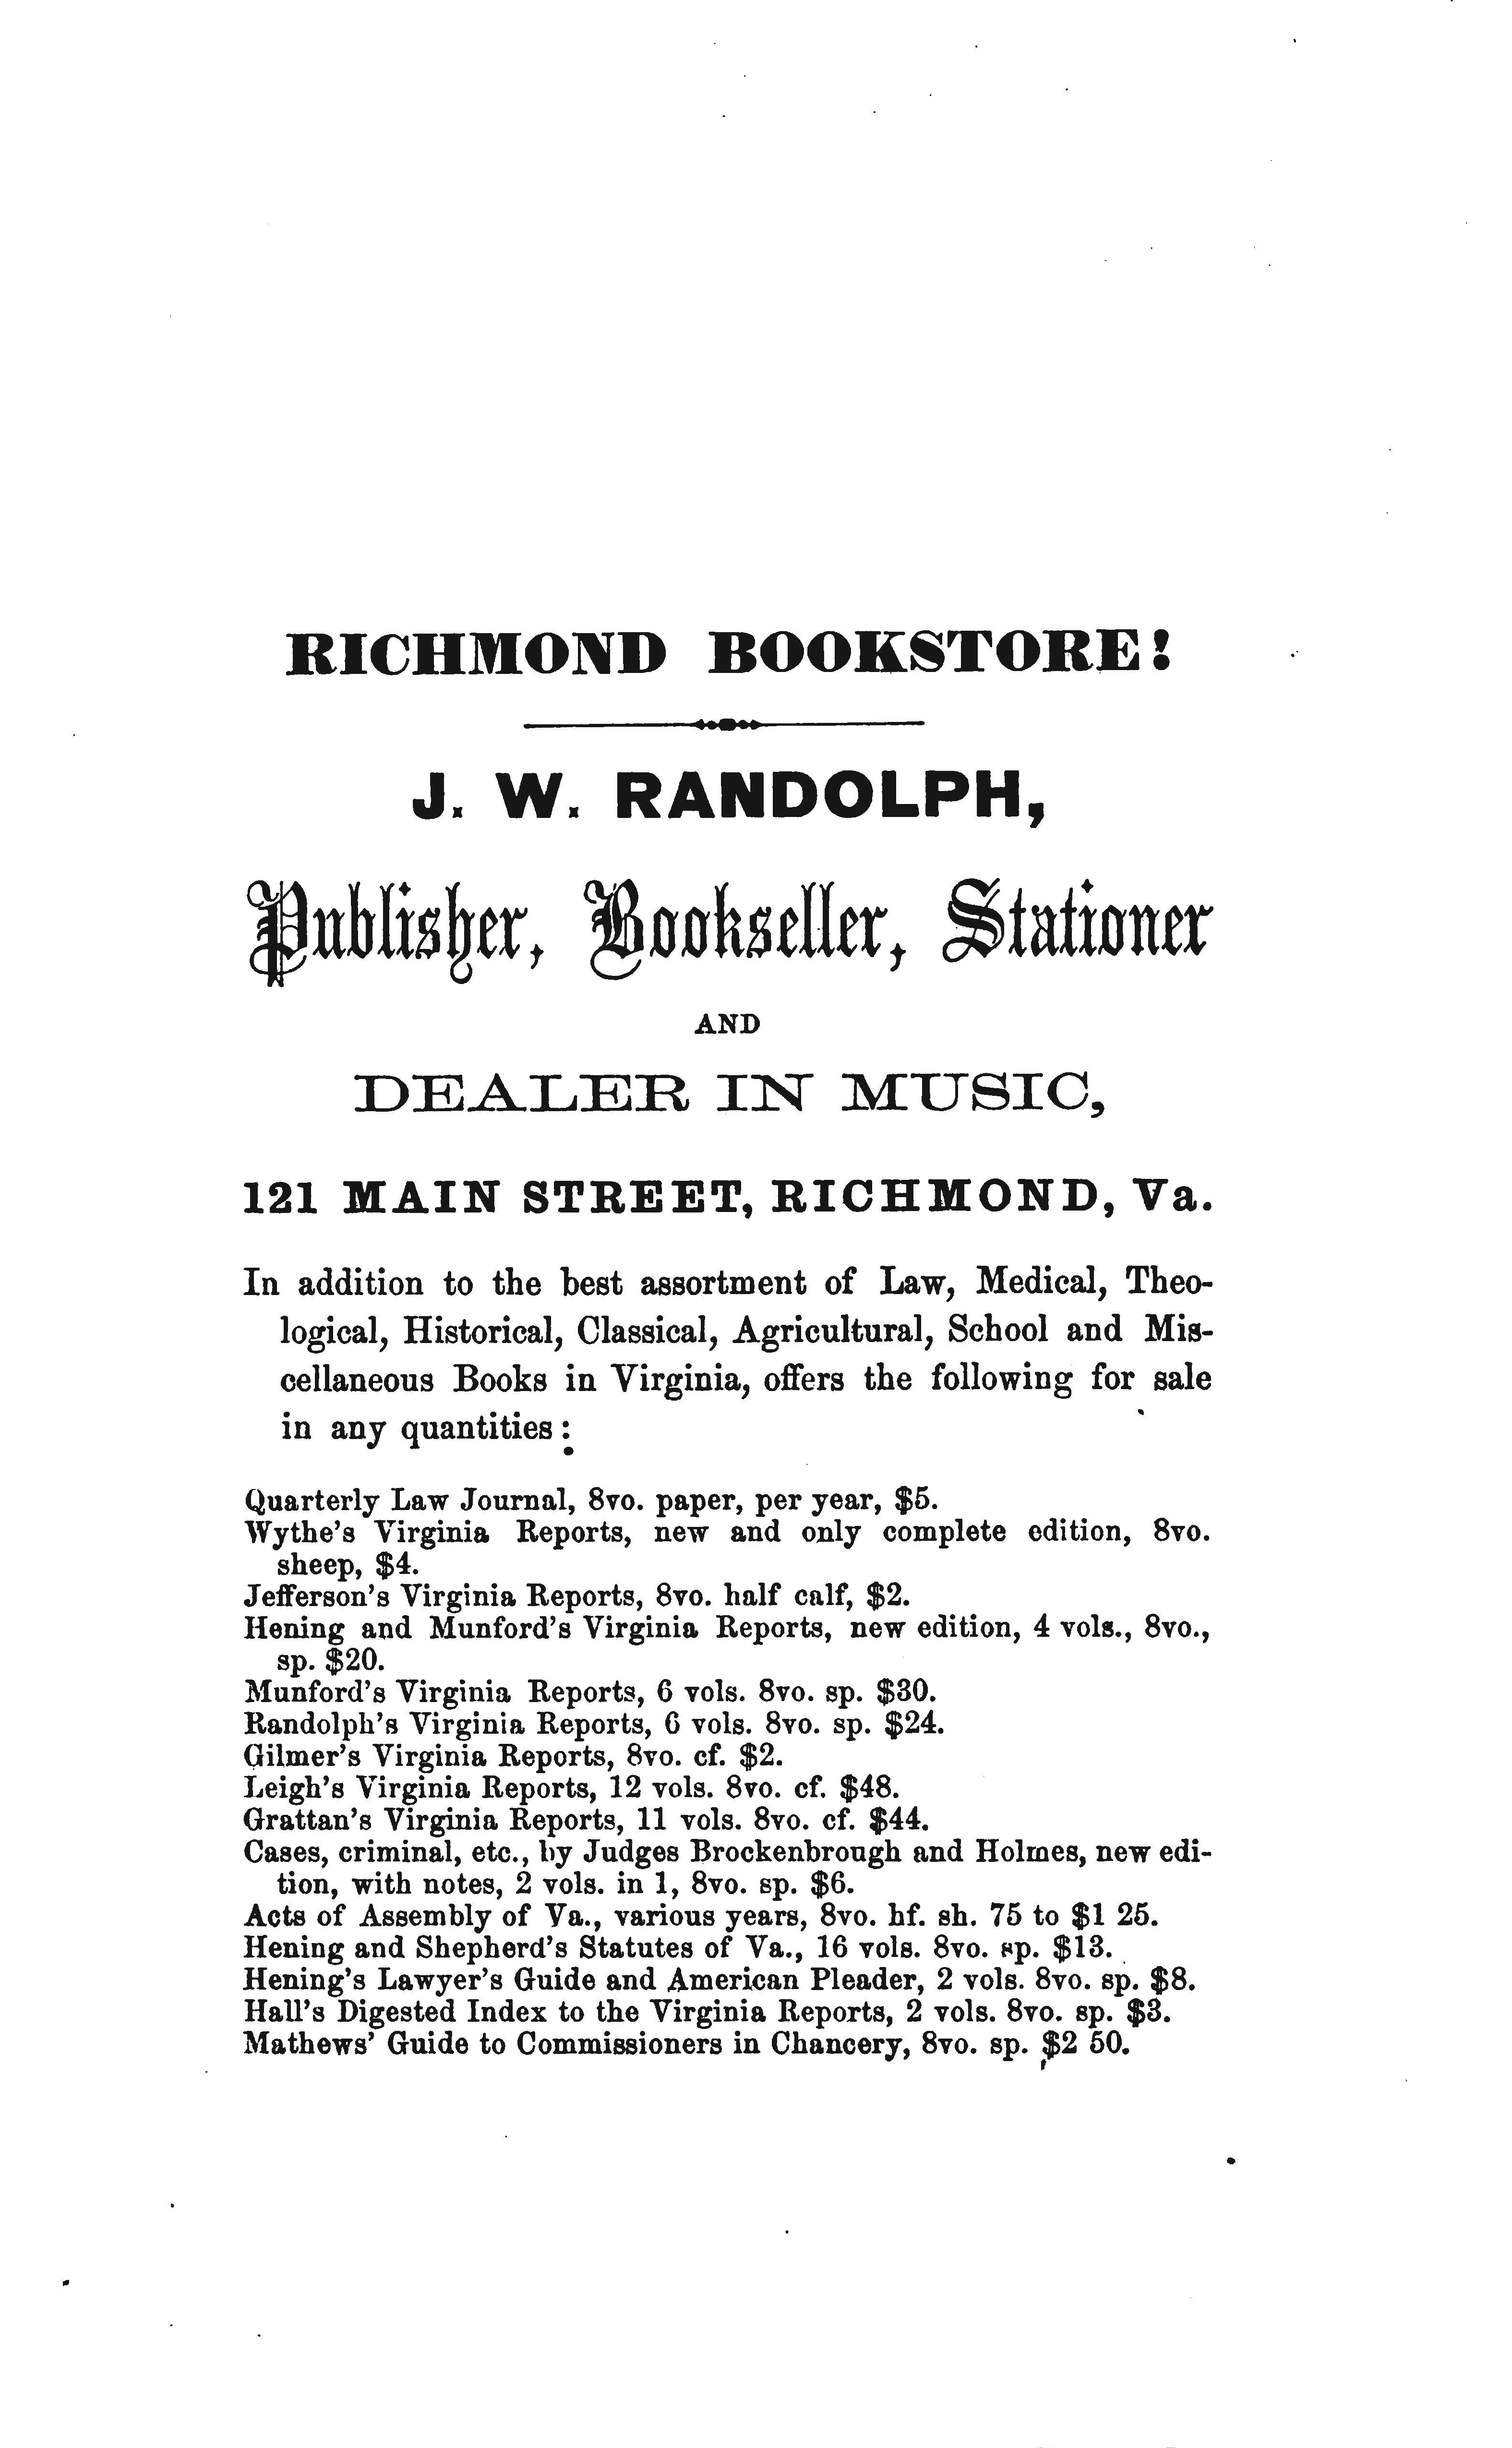 RICHMOND BOOKSTORE!
J. W. RANDOLPH,
Publisher, Bookseller, Stationer
AND
DEALER IN MUSIC,
121 MAIN STREET, RICHMOND, Va.
In addition to the best assortment of Law, Medical, Theo-
logical, Historical, Classical, Agricultural, School and Mis-
cellaneous Books in Virginia, offers the following for sale
in any quantities:
Quarterly Law Journal, 8vo. paper, per year, $5.
Wythe's Virginia Reports, new and only complete edition, 8vo.
sheep, $4.
Jefferson's Virginia Reports, 8vo. half calf, $2.
Hening and Munford's Virginia Reports, new edition, 4 vols., 8vo.,
sp. $20.
Munford's Virginia Reports, 6 vols. 8vo. sp. $30.
Randolph's Virginia Reports, 6 vols. 8vo. sp. $24.
Gilmer's Virginia Reports, 8vo. cf. $2.
Leigh's Virginia Reports, 12 vols. 8vo. cf. $48.
Grattan's Virginia Reports, 11 vols. 8vo. cf. $44.
Cases, criminal, etc., by Judges Brockenbrough and Holmes, new edi-
tion, with notes, 2 vols. in 1, 8vo. sp. $6.
Acts of Assembly of Va., various years, 8vo. hf. sh. 75 to $1 25.
Hening and Shepherd's Statutes of Va., 16 vols. 8vo. sp. $13.
Hening's Lawyer's Guide and American Pleader, 2 vols. 8vo. sp. $8.
Hall's Digested Index to the Virginia Reports, 2 vols. 8vo. sp. $3.
Mathews' Guide to Commissioners in Chancery, 8vo. sp. $2 50.